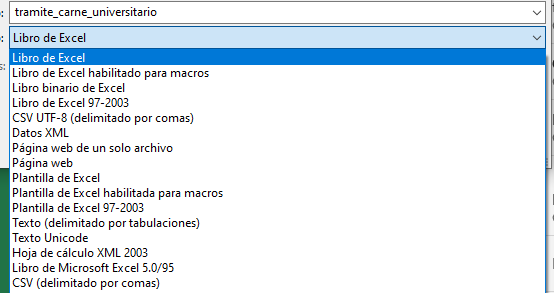 tramite_carne_universitario
Libro de Excel
Libro de Excel
Libro de Excel habilitado para macros
Libro binario de Excel
Libro de Excel 97-2003
CSV UTF-8 (delimitado por comas)
Datos XML
Página web de un solo archivo
Página web
Plantilla de Excel
Plantilla de Excel habilitada para macros
Plantilla de Excel 97-2003
Texto (delimitado por tabulaciones)
Texto Unicode
Hoja de cálculo XML 2003
Libro de Microsoft Excel 5.0/95
CSV (delimitado por comas)